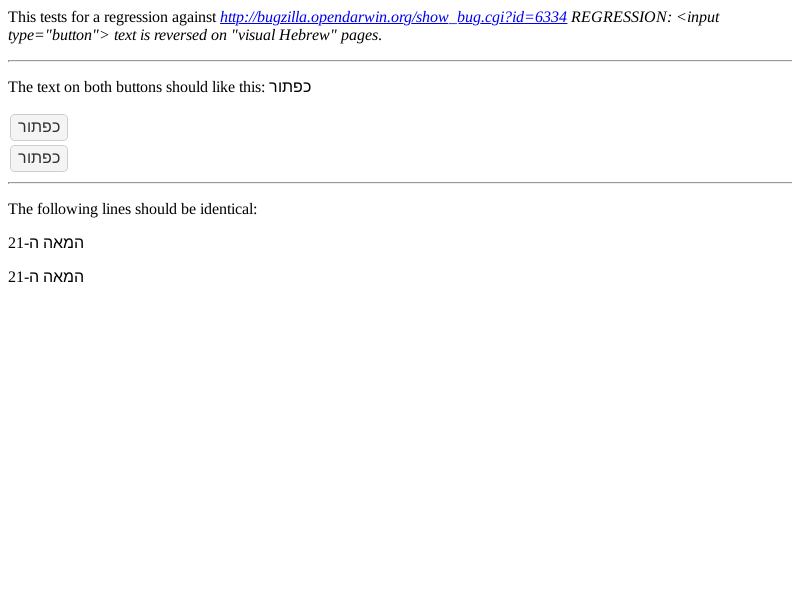 This tests for a regression against http://bugzilla.opendarwin.org/show_bug.cgi?id=6334 REGRESSION: <input
type="button"> text is reversed on "visual Hebrew" pages.
The text on both buttons should like this: כפתור
כפתור
כפתור
The following lines should be identical:
המאה ה-21
המאה ה-21